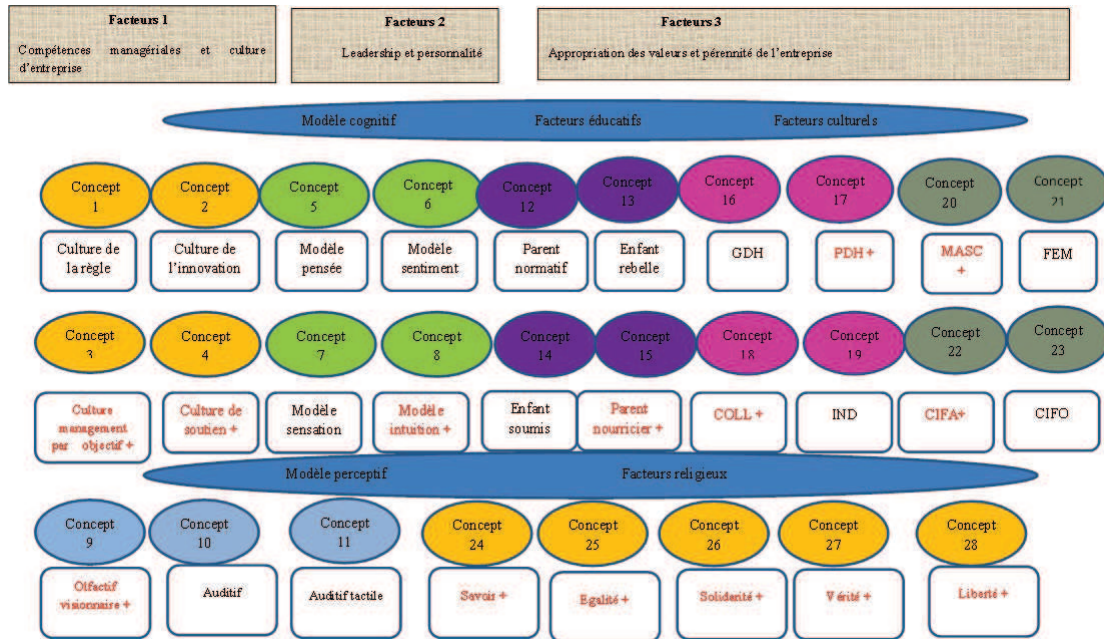 Facteurs 1
Compétences managériales et culture
d’entreprise
Facteurs 2
Leadership et personnalité
Facteurs 3
Appropriation des valeurs et pérennité de l’entreprise
Modèle cognitif Facteurs éducatifs Facteurs culturels
Concept Concept Concept Concept Concept Concept Concept Concept Concept Concept
1 2 5 6 12 13 16 17 20 21
Culture de Culture de Modèle Modèle Parent Enfant GDH PDH + MASC FEM
la règle l’innovation pensée sentiment normatif rebelle +
Concept Concept Concept Concept Concept Concept Concept Concept Concept Concept
3 4 7 8 14 15 18 19 22 23
Culture Culture de Modèle Modèle Enfant Parent COLL + IND CIFA+ CIFO
management soutien + sensation intuition + soumis nourricier +
par objectif +
Modèle perceptif Facteurs religieux
Concept Concept Concept Concept Concept Concept Concept Concept
9 10 11 24 25 26 27 28
Olfactif Auditif Auditif tactile Savoir + Egalité + Solidarité + Vérité + Liberté +
visionnaire +